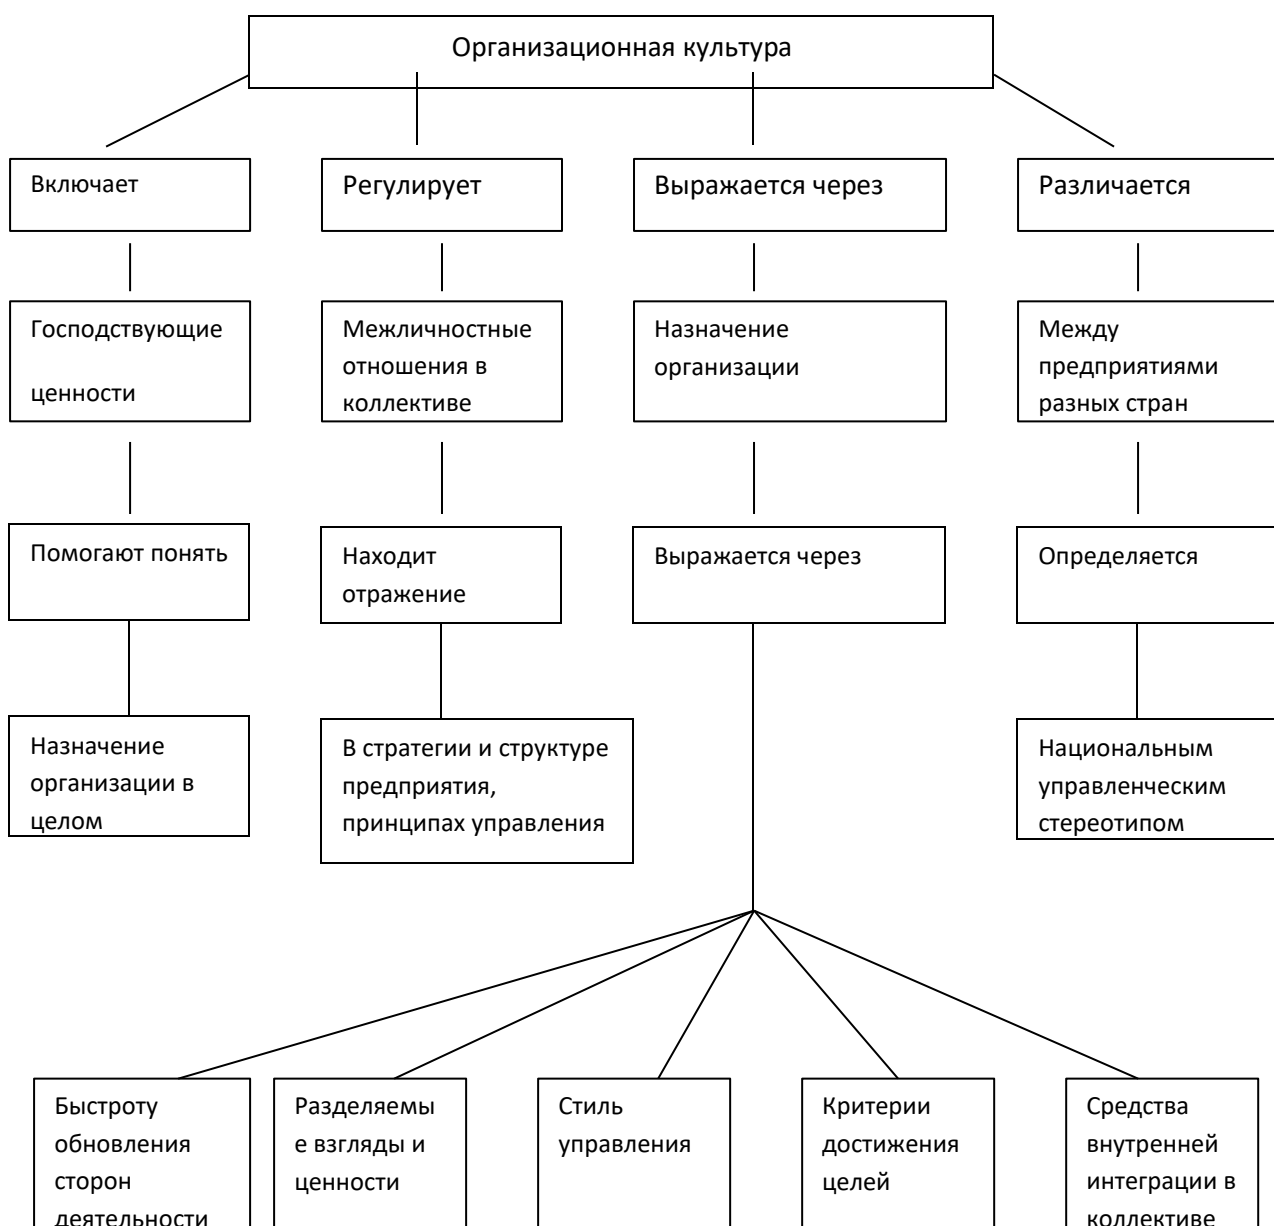 Организационная культура
Включает
Регулирует
Выражается через
Различается
Господствующие
ценности
Межличностные
отношения в
коллективе
Назначение
организации
Между
предприятиями
разных стран
Помогают понять
Находит
отражение
Выражается через
Определяется
Назначение
организации в
целом
В стратегии и структуре
предприятия,
принципах управления
Национальным
управленческим
стереотипом
Быстроту
обновления
сторон
деятельности
Разделяемы
е взгляды и
ценности
Стиль
управления
Критерии
достижения
целей
Средства
внутренней
интеграции в
коллективе